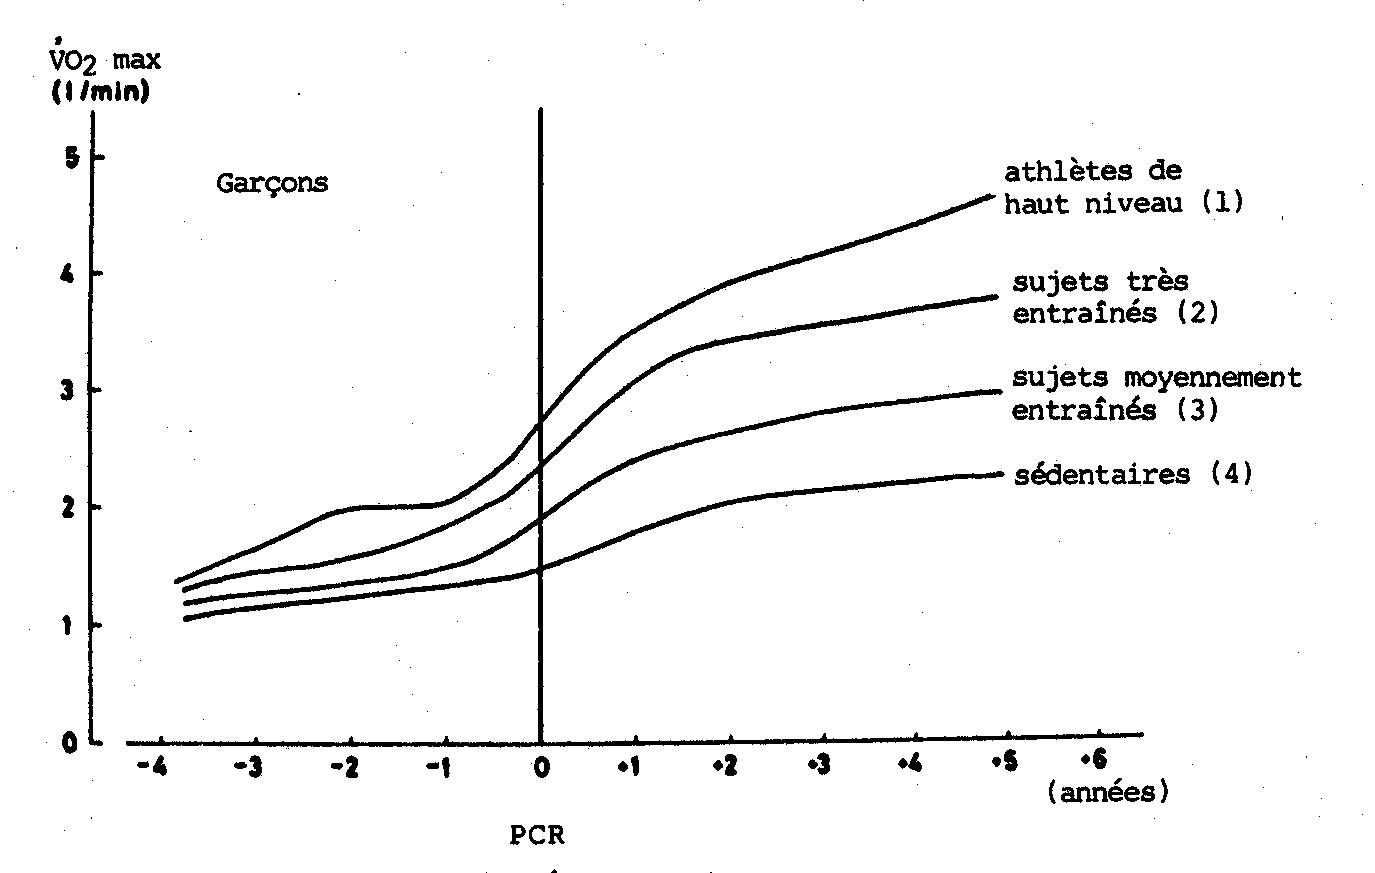 V̇O2 max
(l/min)
5
Garçons
athlètes de
haut niveau (1)
4
sujets très
entraînés (2)
3
sujets moyennement
entraînés (3)
sédentaires (4)
2
1
0
-4 -3 -2 -1 0 +1 +2 +3 +4 +5 +6
(années)
PCR